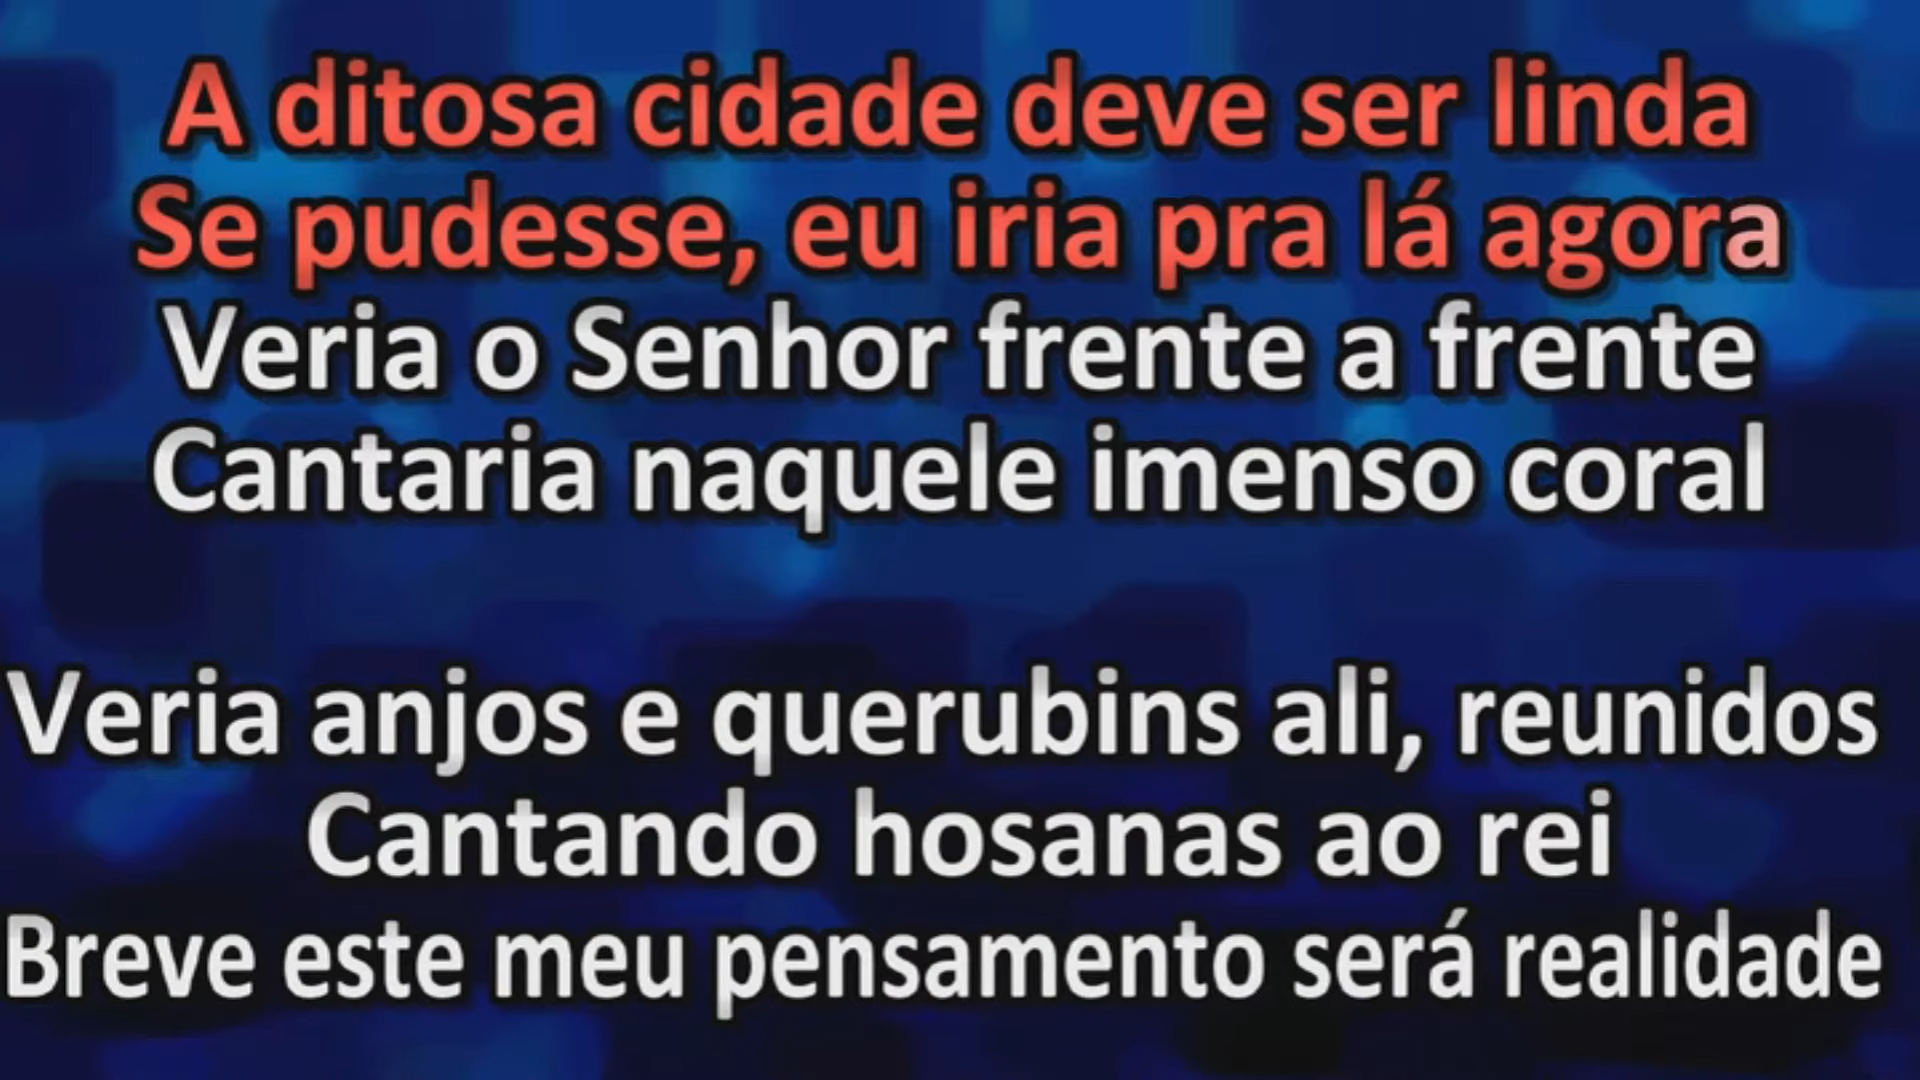 A ditosa cidade deve ser linda
Se pudesse, eu iria pra lá agora
Veria o Senhor frente a frente
Cantaria naquele imenso coral
Veria anjos e querubins ali, reunidos
Cantando hosanas ao rei
Breve este meu pensamento será realidade